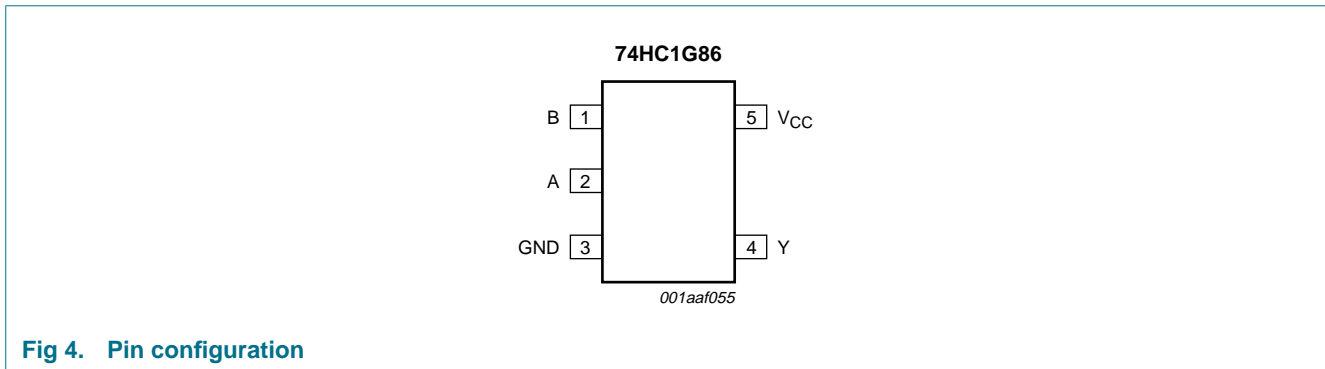 74HC1G86
B 1 5 VCC
A 2
GND 3 4 Y
001aaf055
Fig 4. Pin configuration